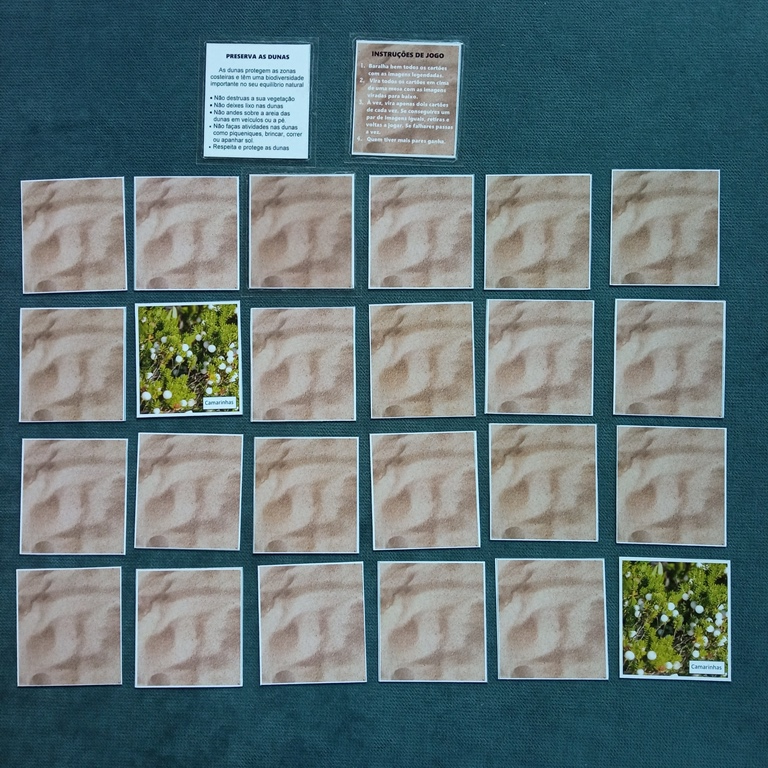 PRESERVA AS DUNAS
As dunas protegem as zonas
costeiras e têm uma biodiversidade
importante no seu equilíbrio natural
• Não destruas a sua vegetação
• Não deixes lixo nas dunas
• Não andes sobre a areia das
dunas em veículos ou a pé.
• Não faças atividades nas dunas
como piqueniques, brincar, correr
ou apanhar sol.
• Respeita e protege as dunas
INSTRUÇÕES DE JOGO
1. Baralha bem todos os cartões
com as imagens legendadas.
2. Vira todos os cartões em cima
de uma mesa com as imagens
viradas para baixo.
3. À vez, vira apenas dois cartões
de cada vez. Se conseguires um
par de imagens iguais, retiras e
voltas a jogar. Se falhares passas
a vez.
4. Quem tiver mais pares ganha.
Camarinhas
Camarinhas